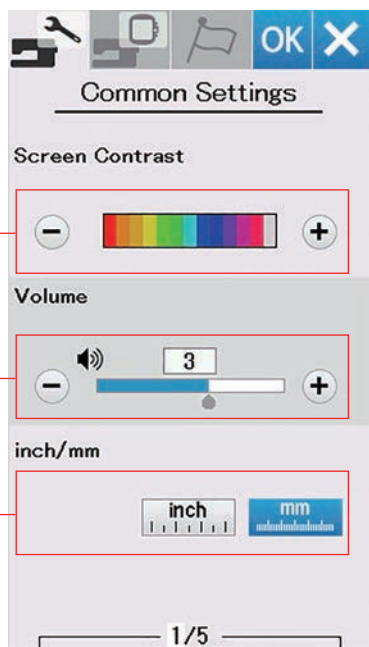 OK
Common Settings
Screen Contrast
Volume
3
inch/mm
inch
mm
1/5